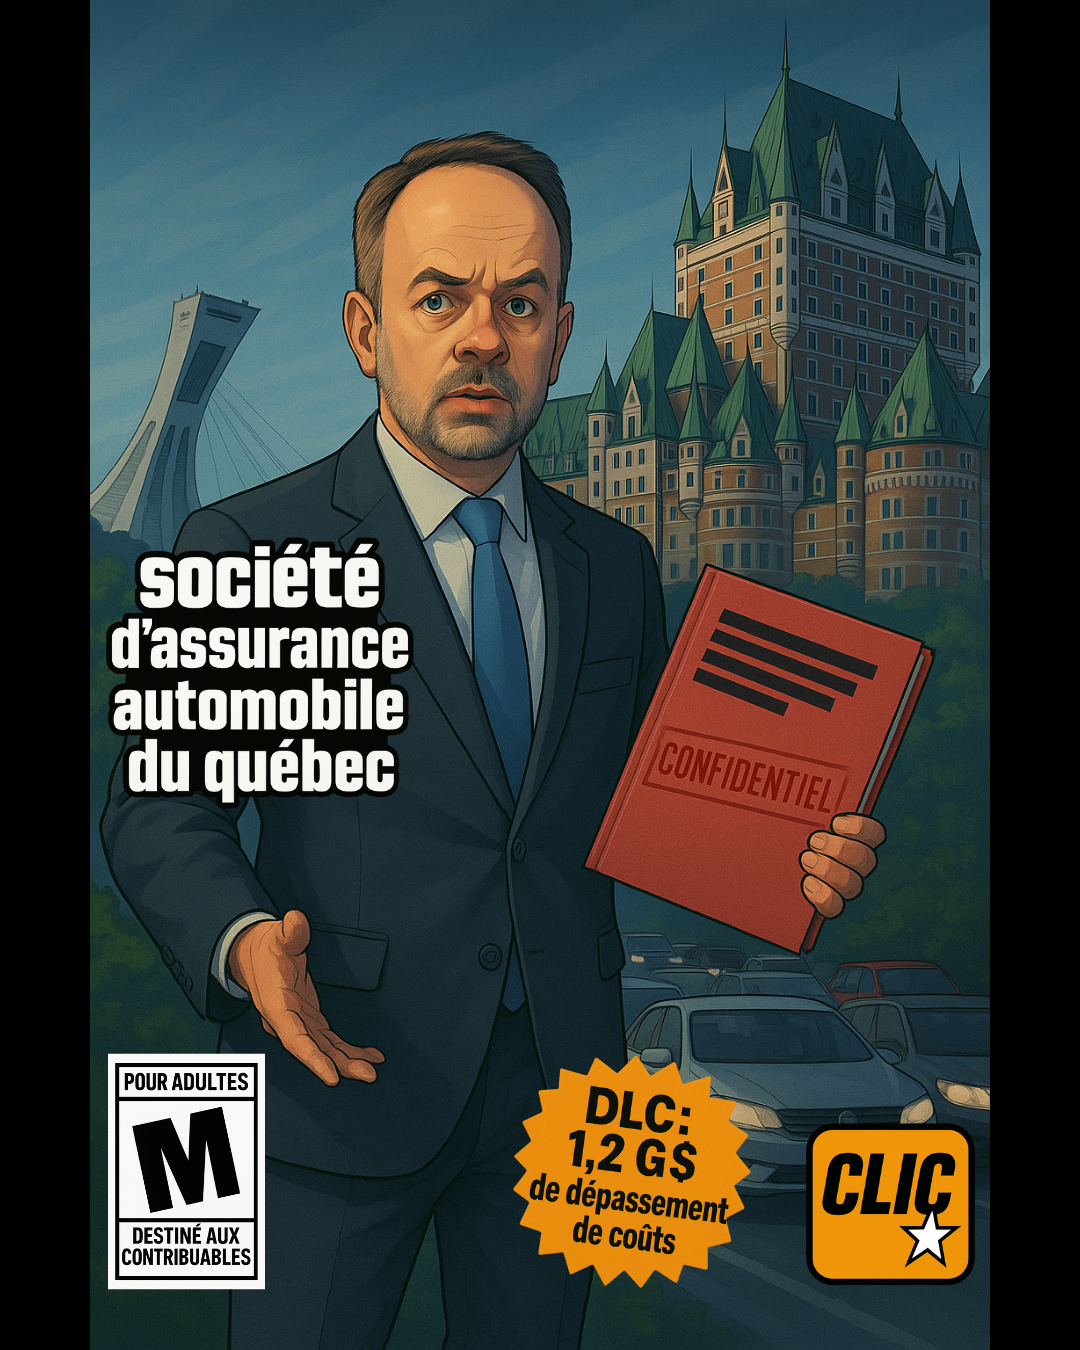 société
d'assurance
automobile
du québec
CONFIDENTIEL
POUR ADULTES
M
DESTINÉ AUX
CONTRIBUABLES
DLC:
1,2 G$
de dépassement
de coûts
CLIC